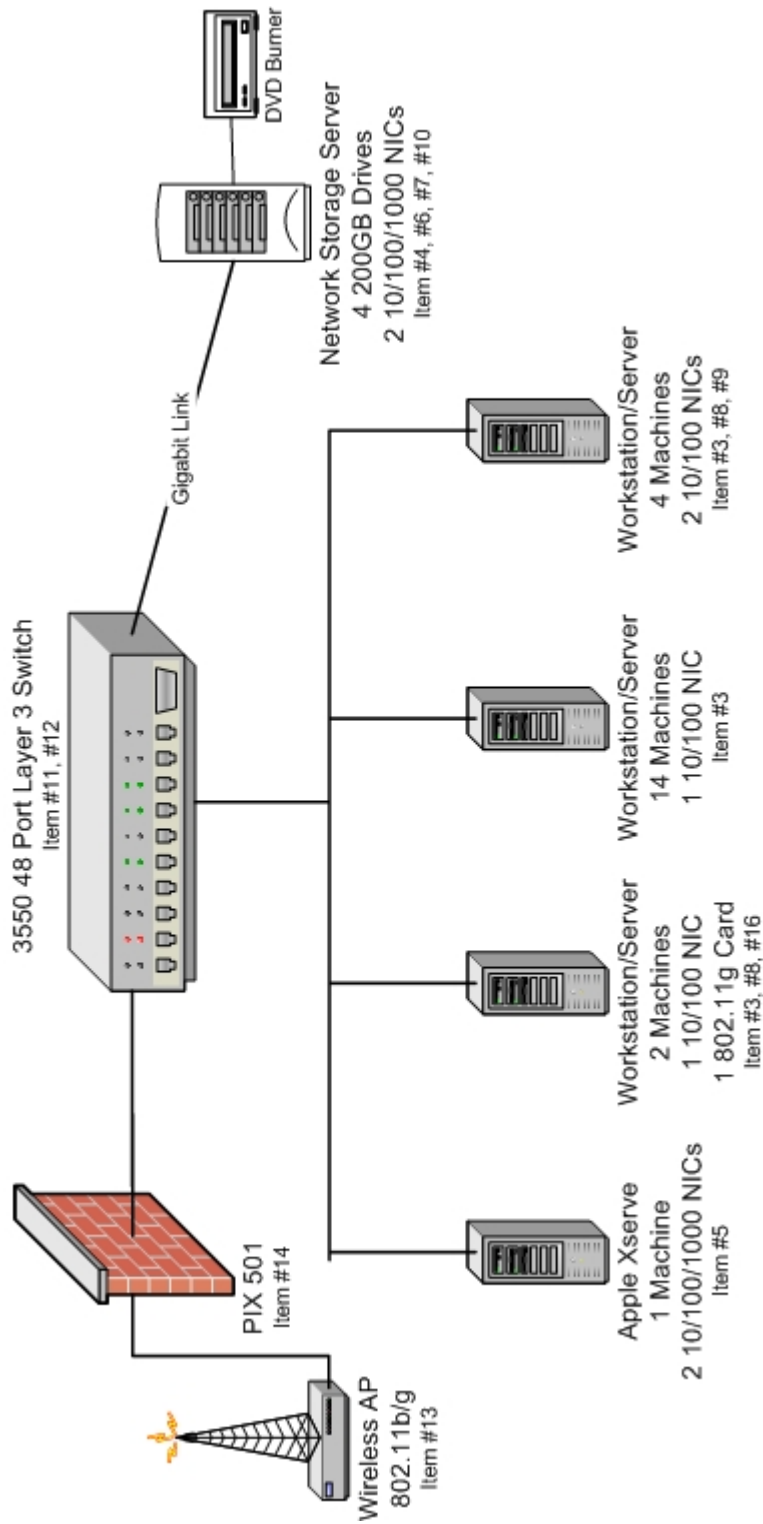 3550 48 Port Layer 3 Switch
Item #11, #12
PIX 501
Item #14
Wireless AP
802.11b/g
Item #13
Gigabit Link
DVD Burner
Network Storage Server
4 200GB Drives
2 10/100/1000 NICs
Item #4, #6, #7, #10
Apple Xserve
1 Machine
2 10/100/1000 NICs
Item #5
Workstation/Server
2 Machines
1 10/100 NIC
1 802.11g Card
Item #3, #8, #16
Workstation/Server
14 Machines
1 10/100 NIC
Item #3
Workstation/Server
4 Machines
2 10/100 NICs
Item #3, #8, #9